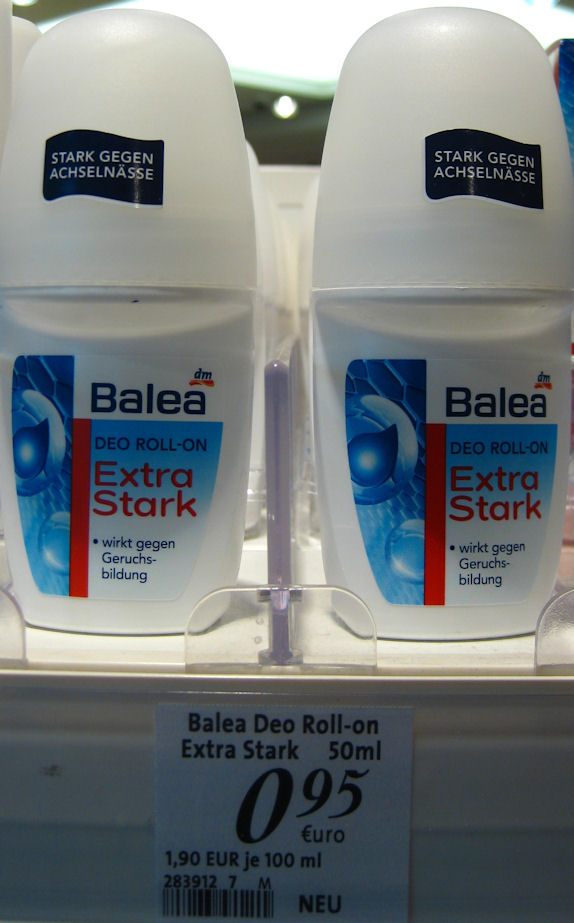 STARK GEGEN
ACHSELNÄSSE
dm
Balea
DEO ROLL-ON
Extra
Stark
• wirkt gegen
Geruchs-
bildung
STARK GEGEN
ACHSELNÄSSE
dm
Balea
DEO ROLL-ON
Extra
Stark
• wirkt gegen
Geruchs-
bildung
Balea Deo Roll-on
Extra Stark 50ml
095
€uro
1,90 EUR je 100 ml
283912 7 M
NEU